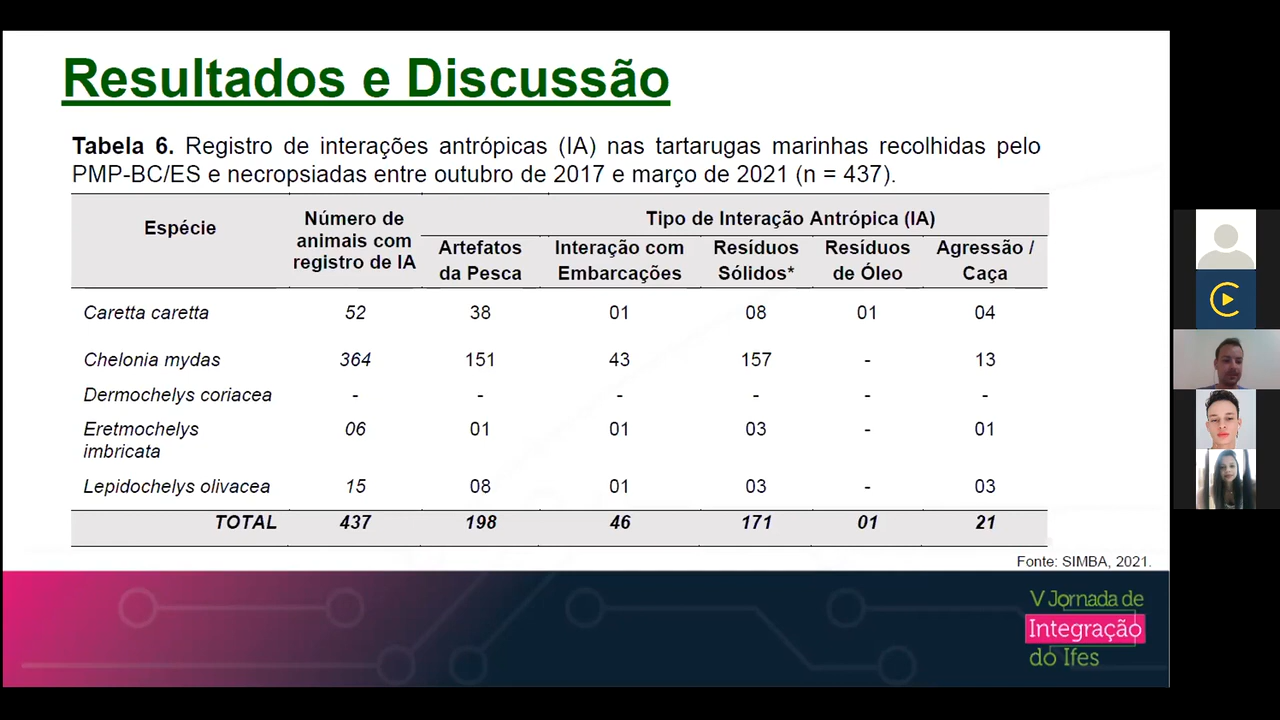 Resultados e Discussão
Tabela 6. Registro de interações antrópicas (IA) nas tartarugas marinhas recolhidas pelo
PMP-BC/ES e necropsiadas entre outubro de 2017 e março de 2021 (n = 437).
Espécie
Número de
animais com
registro de IA
Tipo de Interação Antrópica (IA)
Artefatos
da Pesca
Interação com
Embarcações
Resíduos
Sólidos*
Resíduos
de Óleo
Agressão /
Caça
Caretta caretta 52 38 01 08 01 04
Chelonia mydas 364 151 43 157 - 13
Dermochelys coriacea - - - - - -
Eretmochelys
imbricata 06 01 01 03 - 01
Lepidochelys olivacea 15 08 01 03 - 03
TOTAL 437 198 46 171 01 21
Fonte: SIMBA, 2021.
V Jornada de
Integração
do Ifes